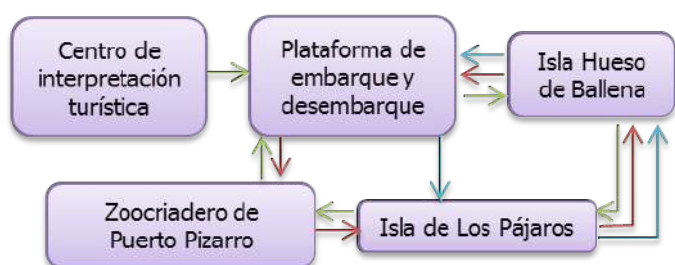 Centro de
interpretación
turística
Plataforma de
embarque y
desembarque
Isla Hueso
de Ballena
Zoocriadero de
Puerto Pizarro
Isla de Los Pájaros